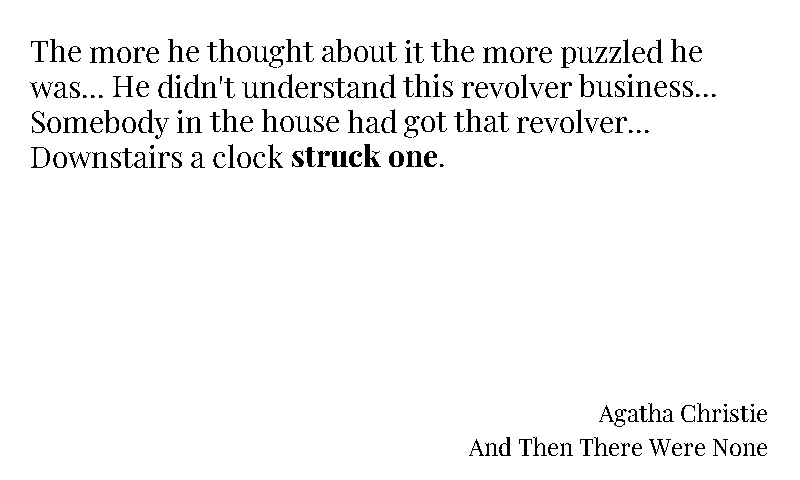 The more he thought about it the more puzzled he
was... He didn't understand this revolver business...
Somebody in the house had got that revolver...
Downstairs a clock struck one.
Agatha Christie
And Then There Were None